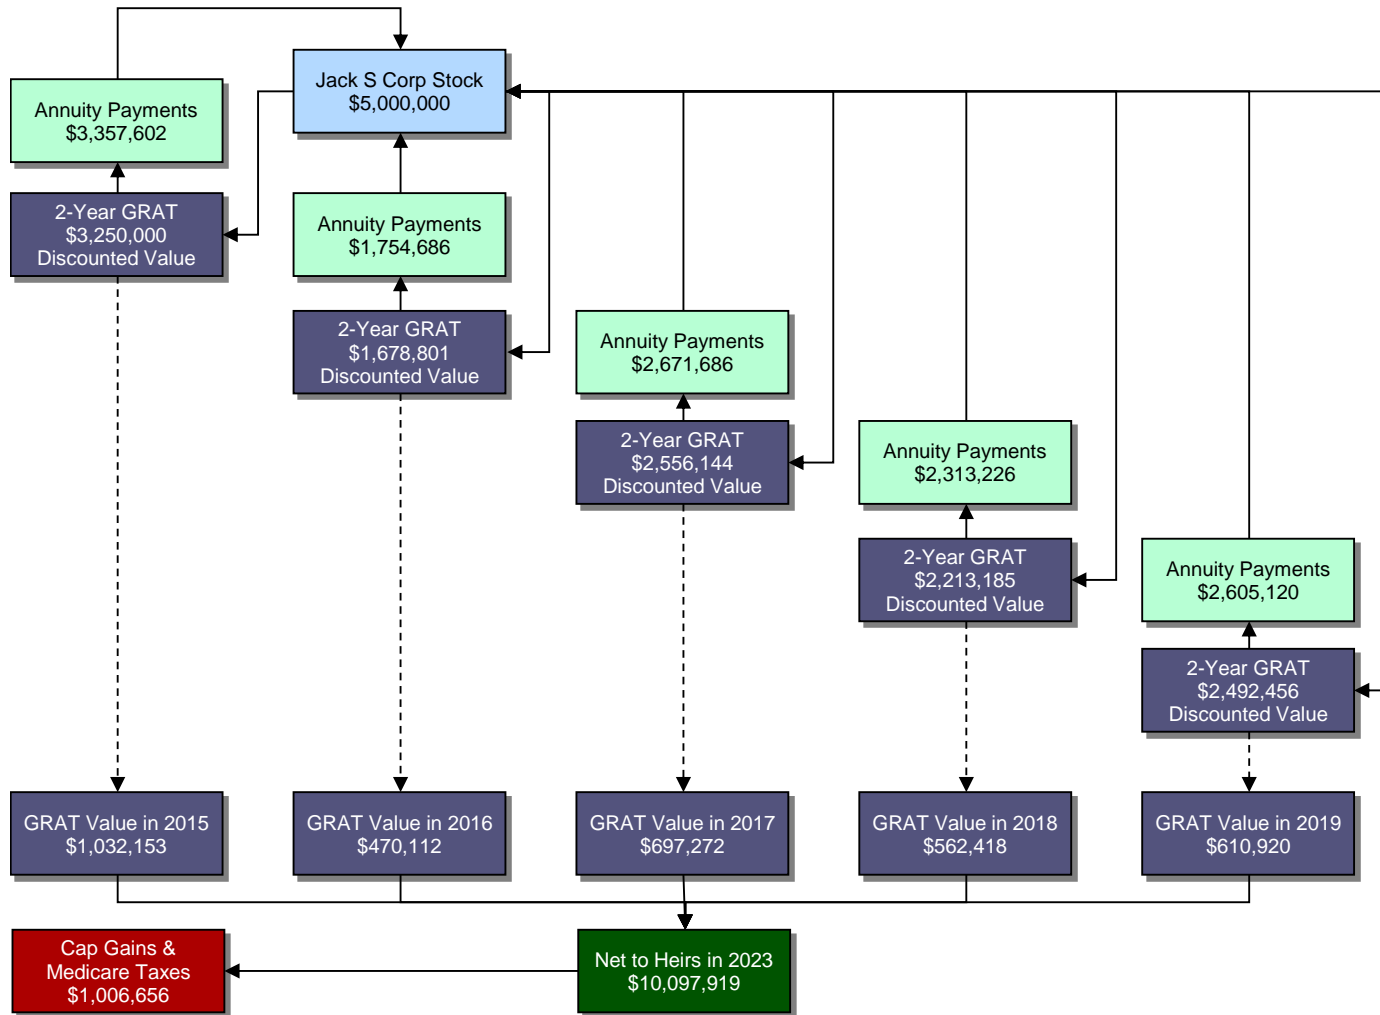 Jack S Corp Stock
$5,000,000
Annuity Payments
$3,357,602
2-Year GRAT
$3,250,000
Discounted Value
Annuity Payments
$1,754,686
2-Year GRAT
$1,678,801
Discounted Value
Annuity Payments
$2,671,686
2-Year GRAT
$2,556,144
Discounted Value
Annuity Payments
$2,313,226
2-Year GRAT
$2,213,185
Discounted Value
Annuity Payments
$2,605,120
2-Year GRAT
$2,492,456
Discounted Value
GRAT Value in 2015
$1,032,153
GRAT Value in 2016
$470,112
GRAT Value in 2017
$697,272
GRAT Value in 2018
$562,418
GRAT Value in 2019
$610,920
Cap Gains &
Medicare Taxes
$1,006,656
Net to Heirs in 2023
$10,097,919